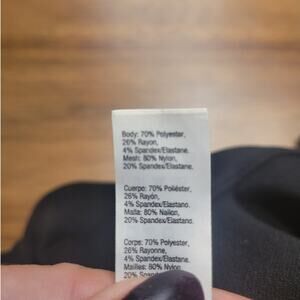 Body: 70% Polyester,
26% Rayon,
4% Spandex/Elastane.
Mesh: 80% Nylon,
20% Spandex/Elastane.
Cuerpo: 70% Poliéster,
26% Rayón,
4% Spandex/Elastano.
Malla: 80% Nailon,
20% Spandex/Elastano.
Corps: 70% Polyester,
26% Rayonne,
4% Spandex/Elastane.
Mailles: 80% Nylon
20%